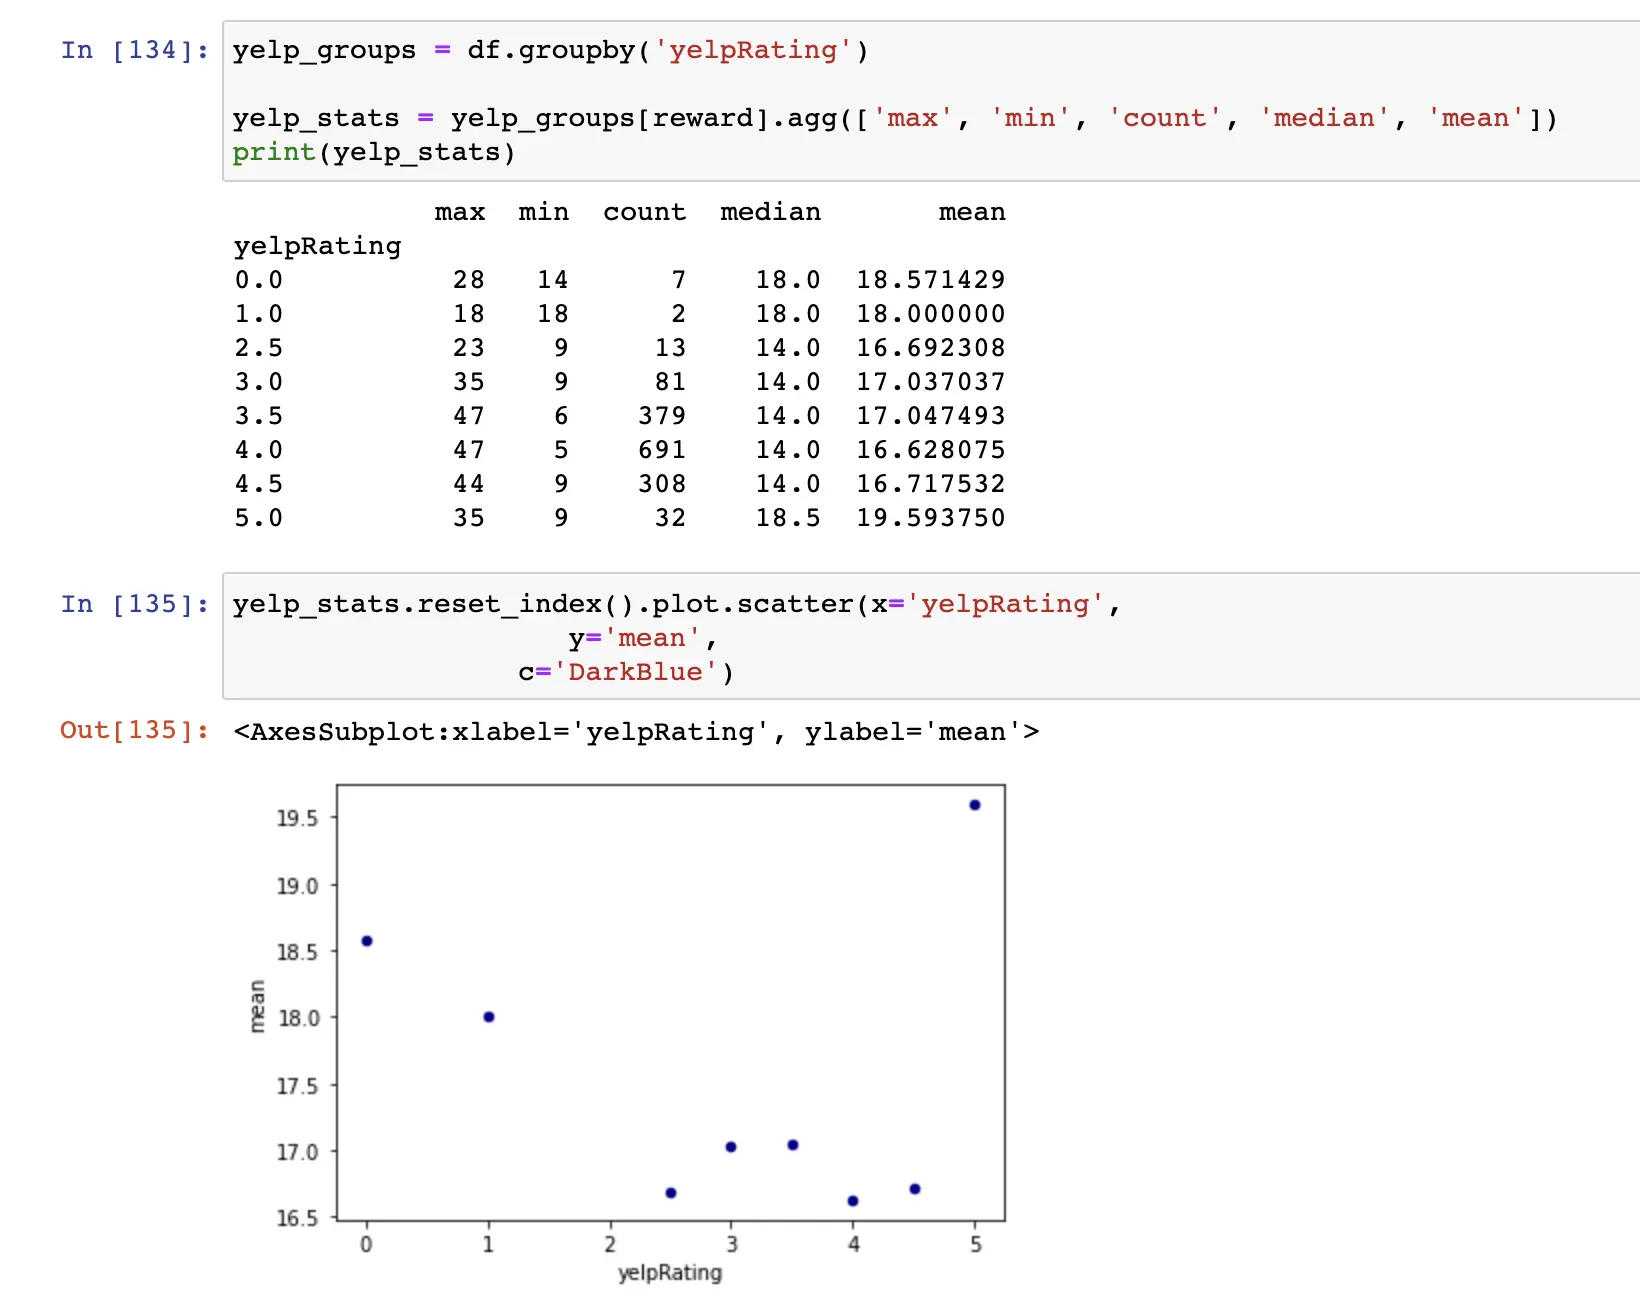 In [134]: yelp_groups = df.groupby('yelpRating')
yelp_stats = yelp_groups[reward].agg(['max', 'min', 'count', 'median', 'mean'])
print(yelp_stats)
max min count median mean
yelpRating
0.0 28 14 7 18.0 18.571429
1.0 18 18 2 18.0 18.000000
2.5 23 9 13 14.0 16.692308
3.0 35 9 81 14.0 17.037037
3.5 47 6 379 14.0 17.047493
4.0 47 5 691 14.0 16.628075
4.5 44 9 308 14.0 16.717532
5.0 35 9 32 18.5 19.593750
In [135]: yelp_stats.reset_index().plot.scatter(x='yelpRating',
y='mean',
c='DarkBlue')
Out[135]: <AxesSubplot:xlabel='yelpRating', ylabel='mean'>
19.5
19.0
18.5
mean
18.0
17.5
17.0
16.5
0 1 2 3 4 5
yelpRating